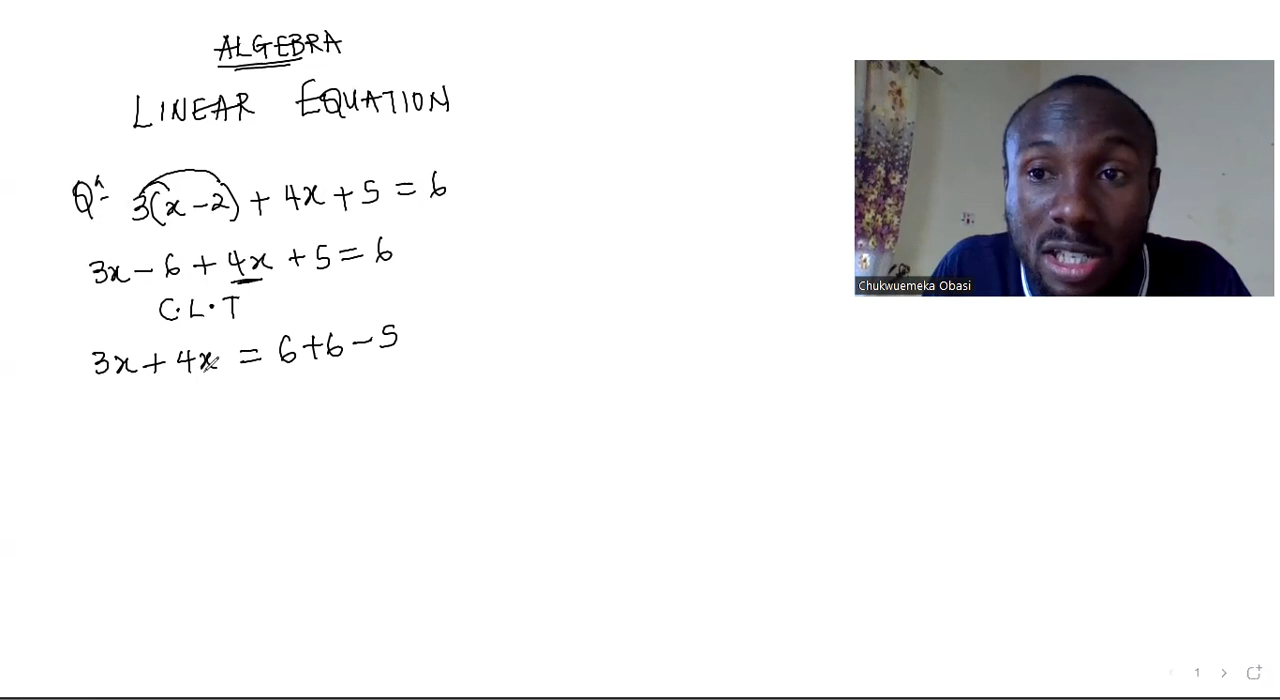 ALGEBRA
LINEAR EQUATION
Qn:- 3(x-2) + 4x + 5 = 6
3x - 6 + 4x + 5 = 6
C.L.T
3x + 4x = 6 + 6 - 5
Chukwuemeka Obasi
1